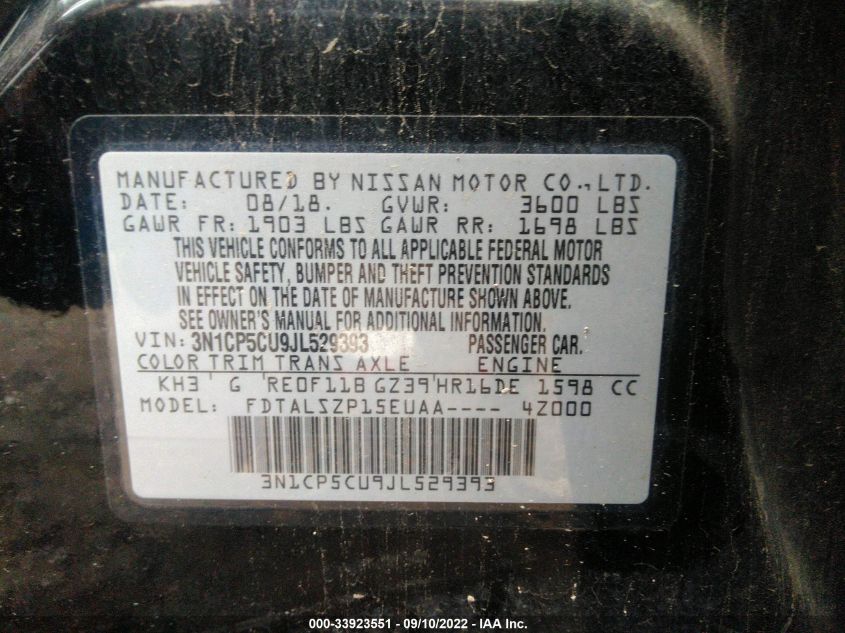 MANUFACTURED BY NISSAN MOTOR CO., LTD.
DATE: 08/18. GVWR: 3600 LBS
GAWR FR: 1903 LBS GAWR RR: 1698 LBS
THIS VEHICLE CONFORMS TO ALL APPLICABLE FEDERAL MOTOR
VEHICLE SAFETY, BUMPER AND THEFT PREVENTION STANDARDS
IN EFFECT ON THE DATE OF MANUFACTURE SHOWN ABOVE.
SEE OWNER'S MANUAL FOR ADDITIONAL INFORMATION.
VIN: 3N1CP5CU9JL529393 PASSENGER CAR.
COLOR TRIM TRANS AXLE ENGINE
KH3 G RE0F11B GZ39 HR16DE 1598 CC
MODEL: FDTALSZP15EUAA---- 4Z000
3N1CP5CU9JL529393
000-33923551 - 09/10/2022 - IAA Inc.